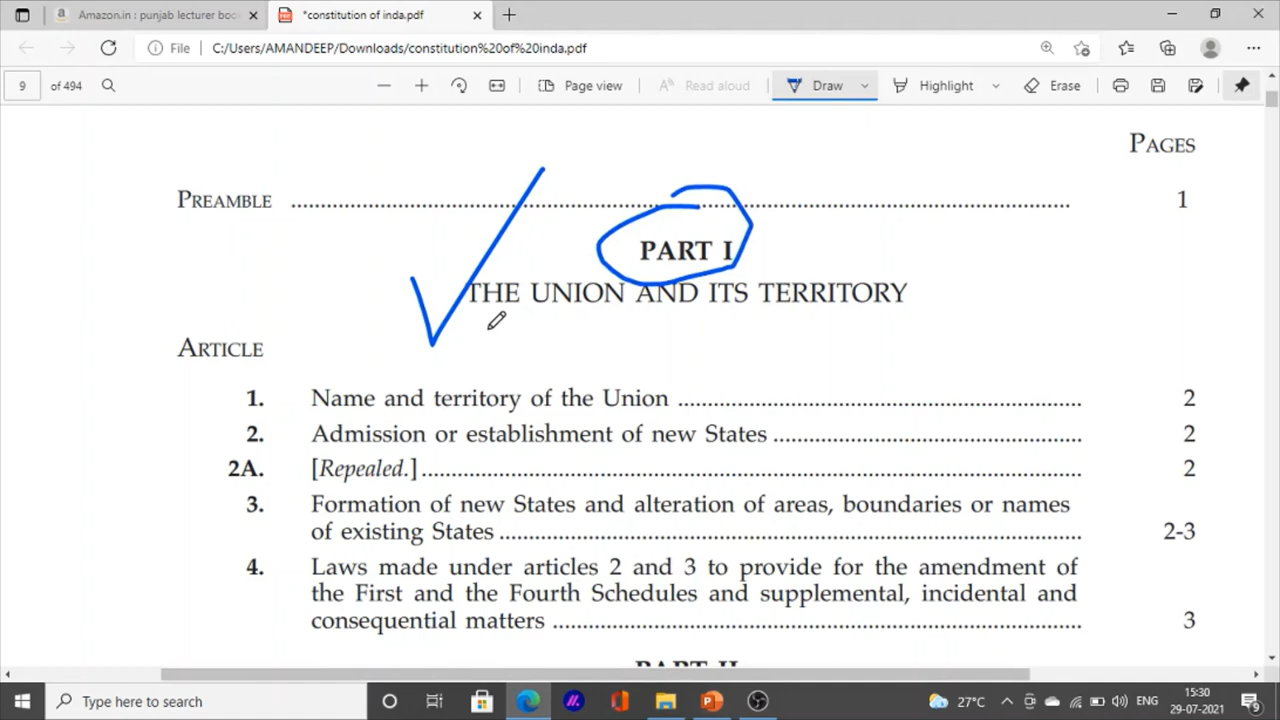 Amazon.in : punjab lecturer boo
*constitution of inda.pdf
File
C:/Users/AMANDEEP/Downloads/constitution%20of%20inda.pdf
9 of 494
Page view
Read aloud
Draw
Highlight
Erase
PAGES
PREAMBLE ........ 1
PART I
THE UNION AND ITS TERRITORY
ARTICLE
1. Name and territory of the Union ........ 2
2. Admission or establishment of new States ........ 2
2A. [Repealed.] ........ 2
3. Formation of new States and alteration of areas, boundaries or names
of existing States ........ 2-3
4. Laws made under articles 2 and 3 to provide for the amendment of
the First and the Fourth Schedules and supplemental, incidental and
consequential matters ........ 3
PART II
Type here to search
27°C
ENG
15:30
29-07-2021
9